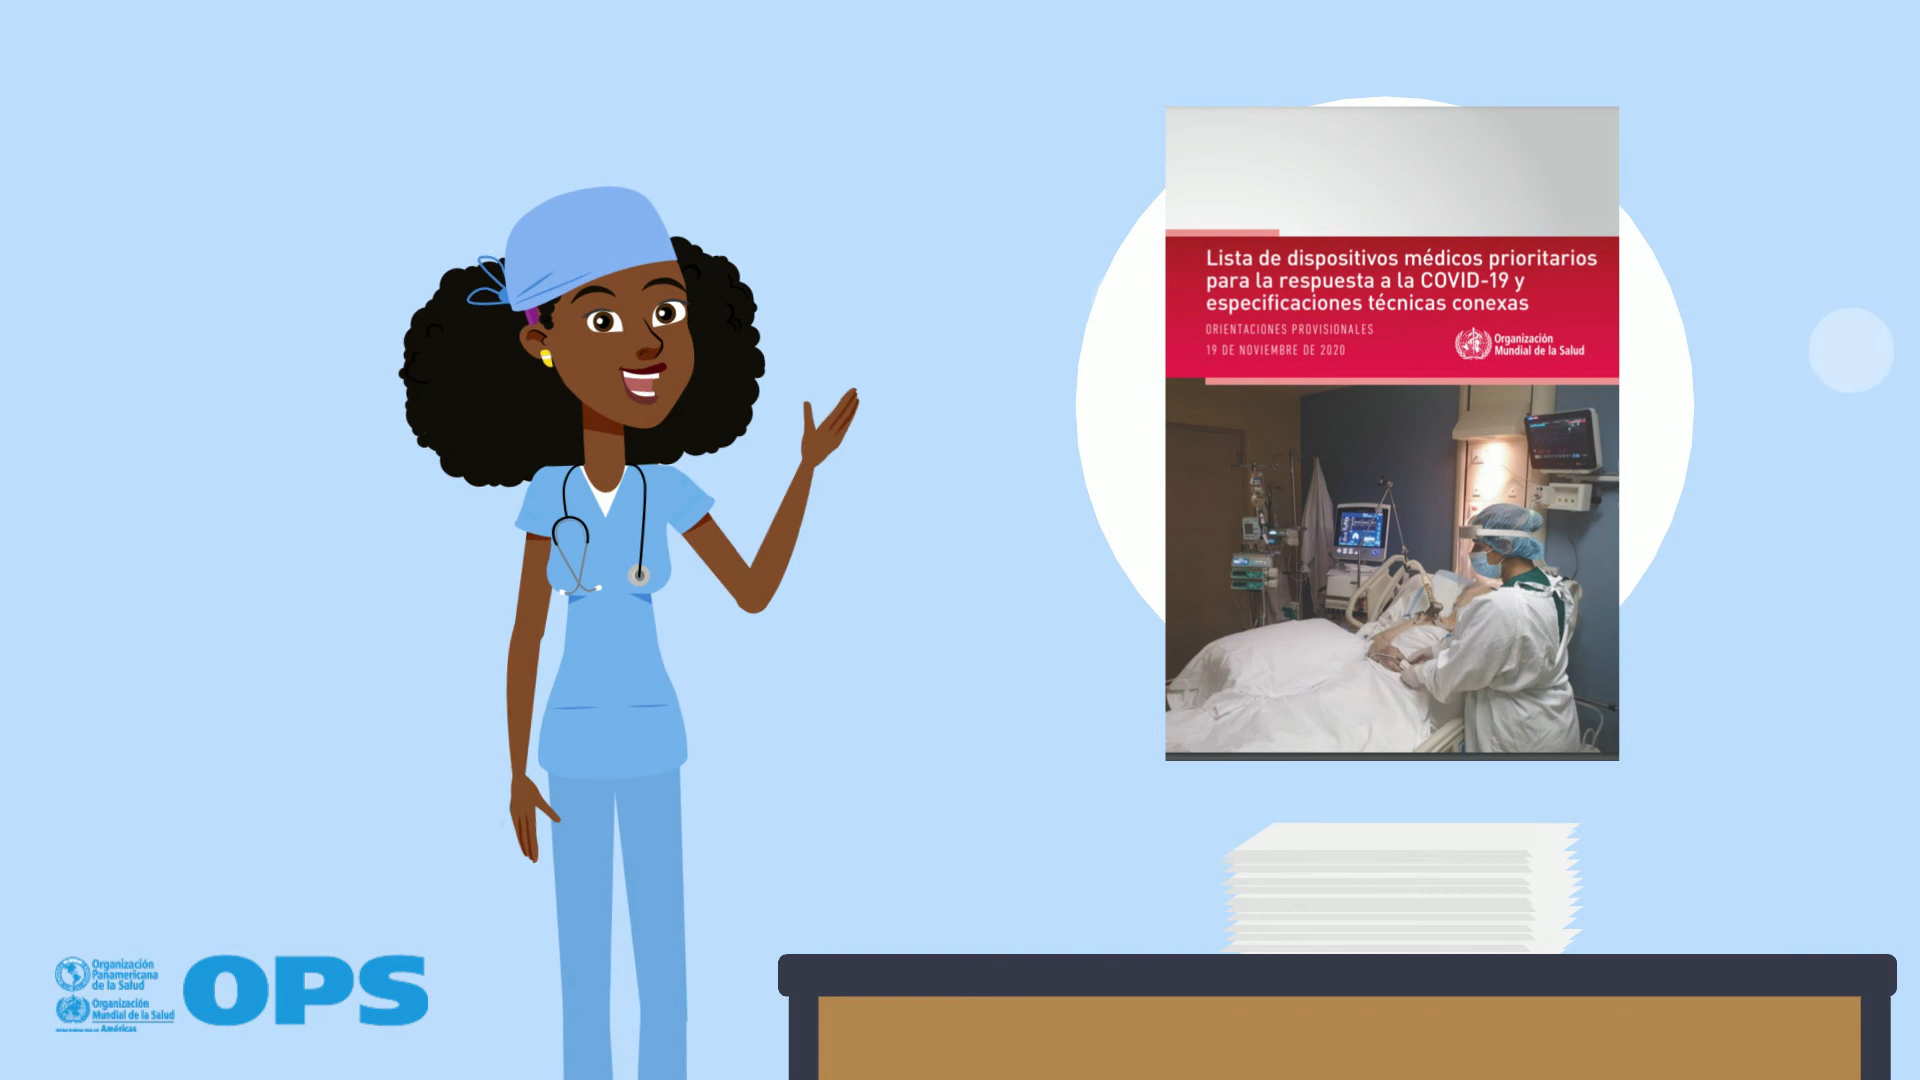 Lista de dispositivos médicos prioritarios
para la respuesta a la COVID-19 y
especificaciones técnicas conexas
ORIENTACIONES PROVISIONALES
19 DE NOVIEMBRE DE 2020
Organización
Mundial de la Salud
Organización
Panamericana
de la Salud
Organización
Mundial de la Salud
Américas
OPS